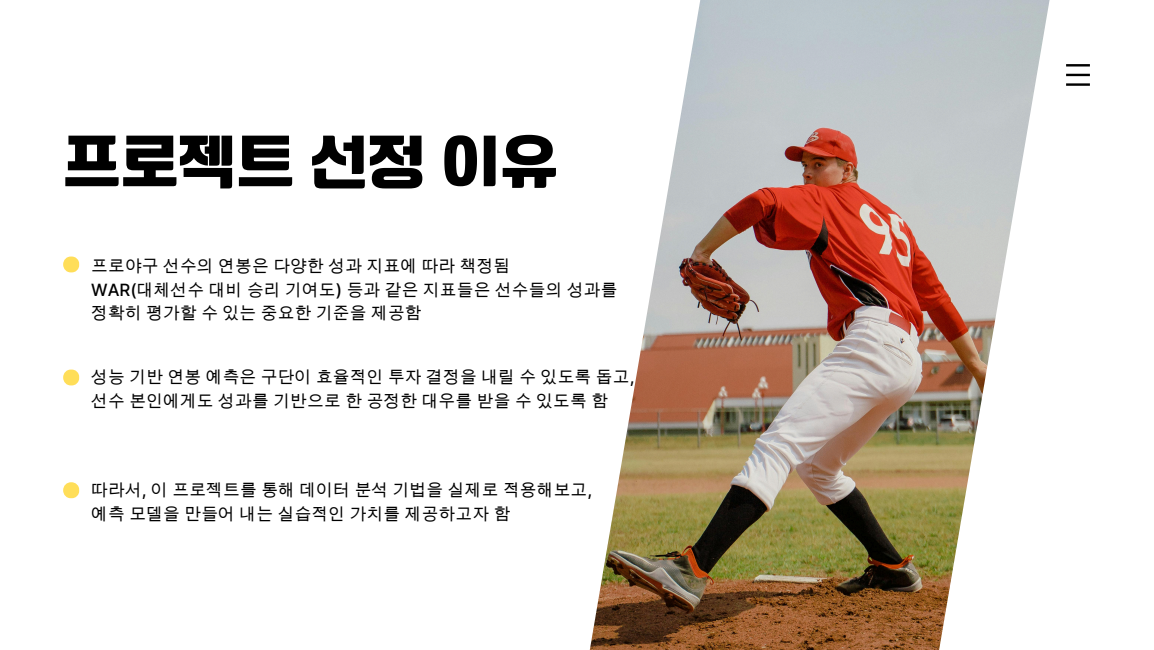 프로젝트 선정 이유
프로야구 선수의 연봉은 다양한 성과 지표에 따라 책정됨
WAR(대체선수 대비 승리 기여도) 등과 같은 지표들은 선수들의 성과를
정확히 평가할 수 있는 중요한 기준을 제공함
성능 기반 연봉 예측은 구단이 효율적인 투자 결정을 내릴 수 있도록 돕고,
선수 본인에게도 성과를 기반으로 한 공정한 대우를 받을 수 있도록 함
따라서, 이 프로젝트를 통해 데이터 분석 기법을 실제로 적용해보고,
예측 모델을 만들어 내는 실습적인 가치를 제공하고자 함
95